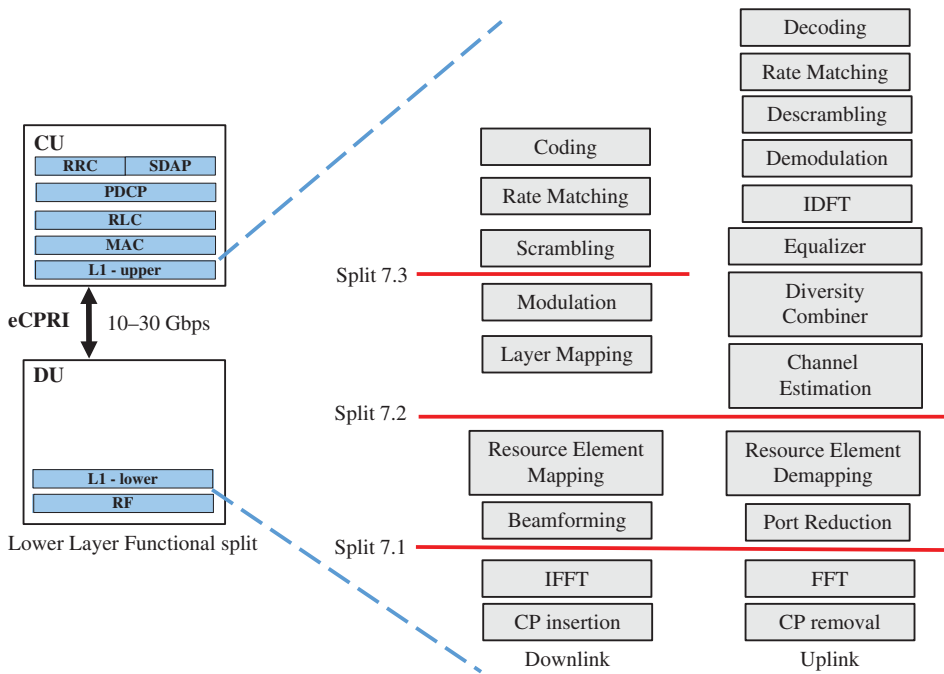 CU
RRC
SDAP
PDCP
RLC
MAC
L1 - upper
eCPRI
10–30 Gbps
DU
L1 - lower
RF
Lower Layer Functional split
Split 7.3
Split 7.2
Split 7.1
Coding
Rate Matching
Scrambling
Modulation
Layer Mapping
Resource Element
Mapping
Beamforming
IFFT
CP insertion
Downlink
Decoding
Rate Matching
Descrambling
Demodulation
IDFT
Equalizer
Diversity
Combiner
Channel
Estimation
Resource Element
Demapping
Port Reduction
FFT
CP removal
Uplink